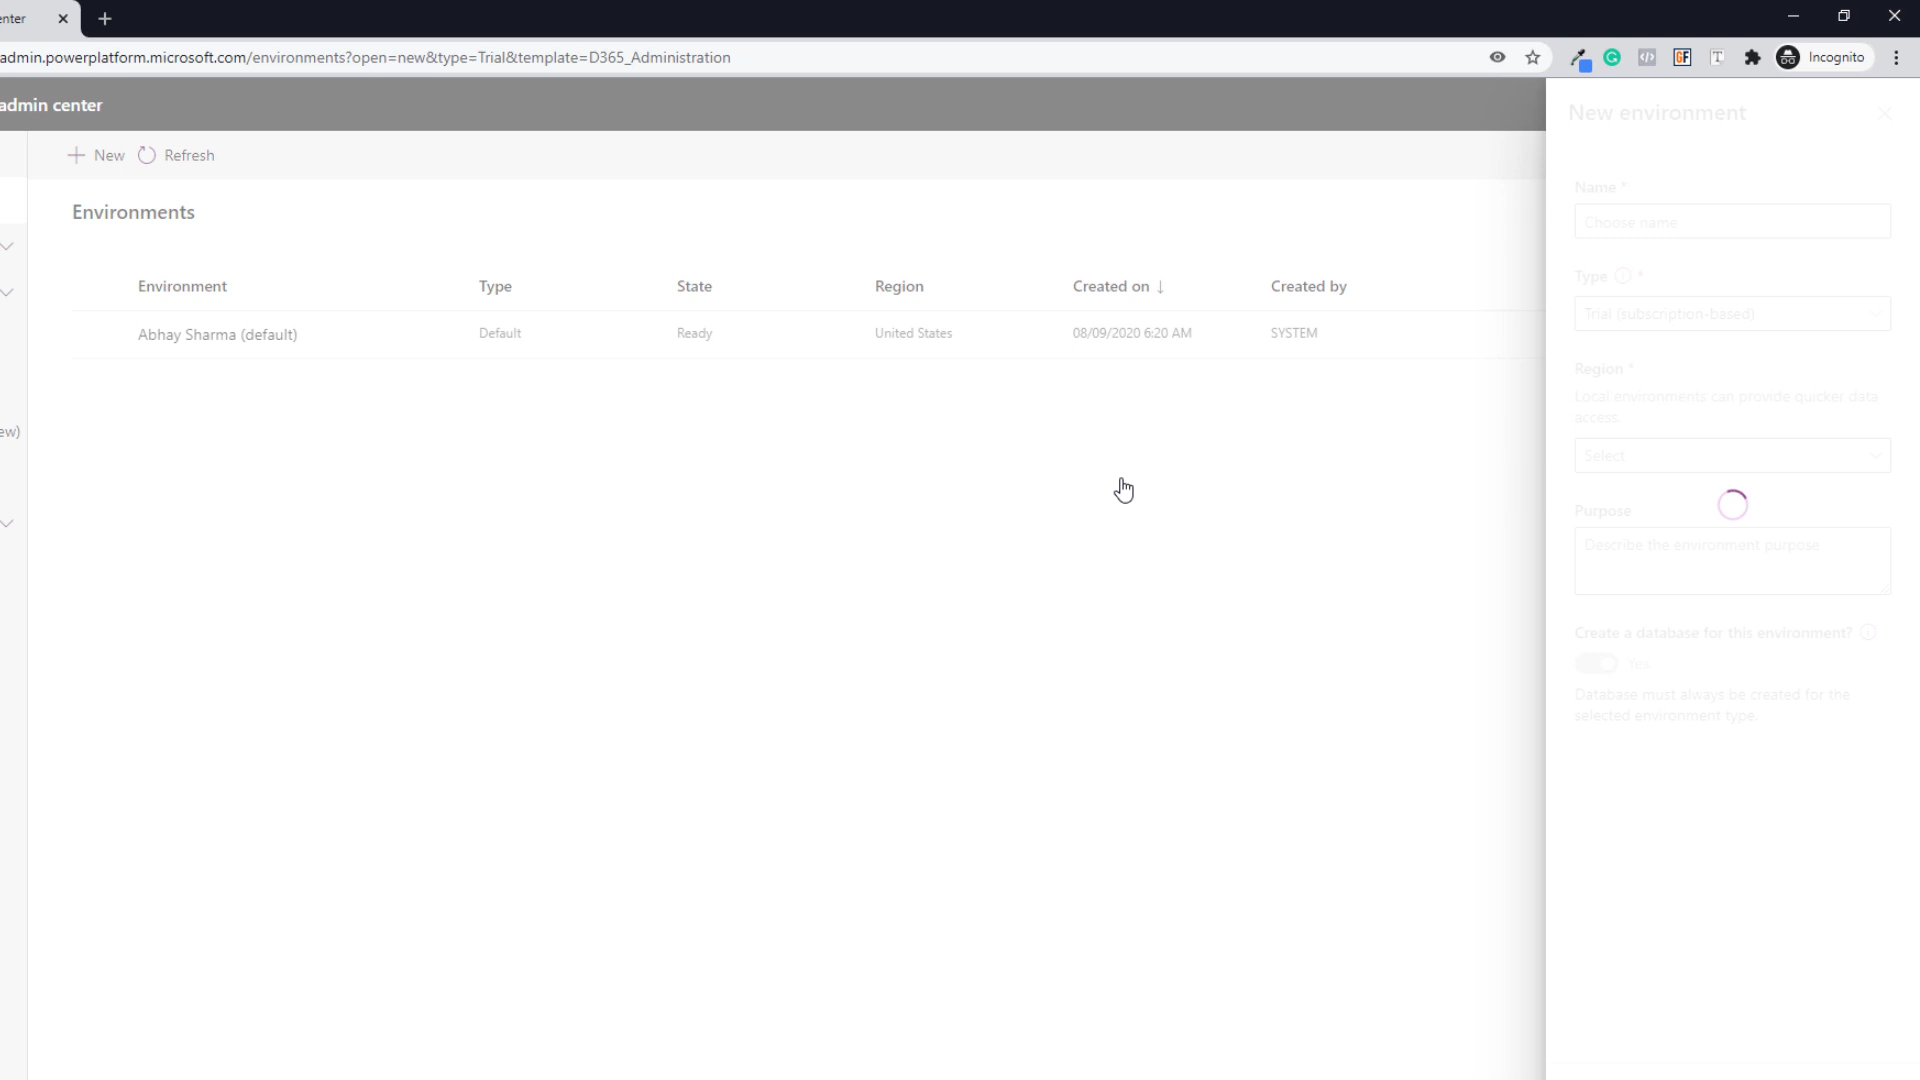 enter
admin.powerplatform.microsoft.com/environments?open=new&type=Trial&template=D365_Administration
GF
T
Incognito
admin center
New
Refresh
Environments
Environment Type State Region Created on ↓ Created by
Abhay Sharma (default) Default Ready United States 08/09/2020 6:20 AM SYSTEM
ew)
New environment
Name *
Choose name
Type *
Trial (subscription-based)
Region *
Local environments can provide quicker data
access.
Select
Purpose
Describe the environment purpose
Create a database for this environment?
Yes
Database must always be created for the
selected environment type.